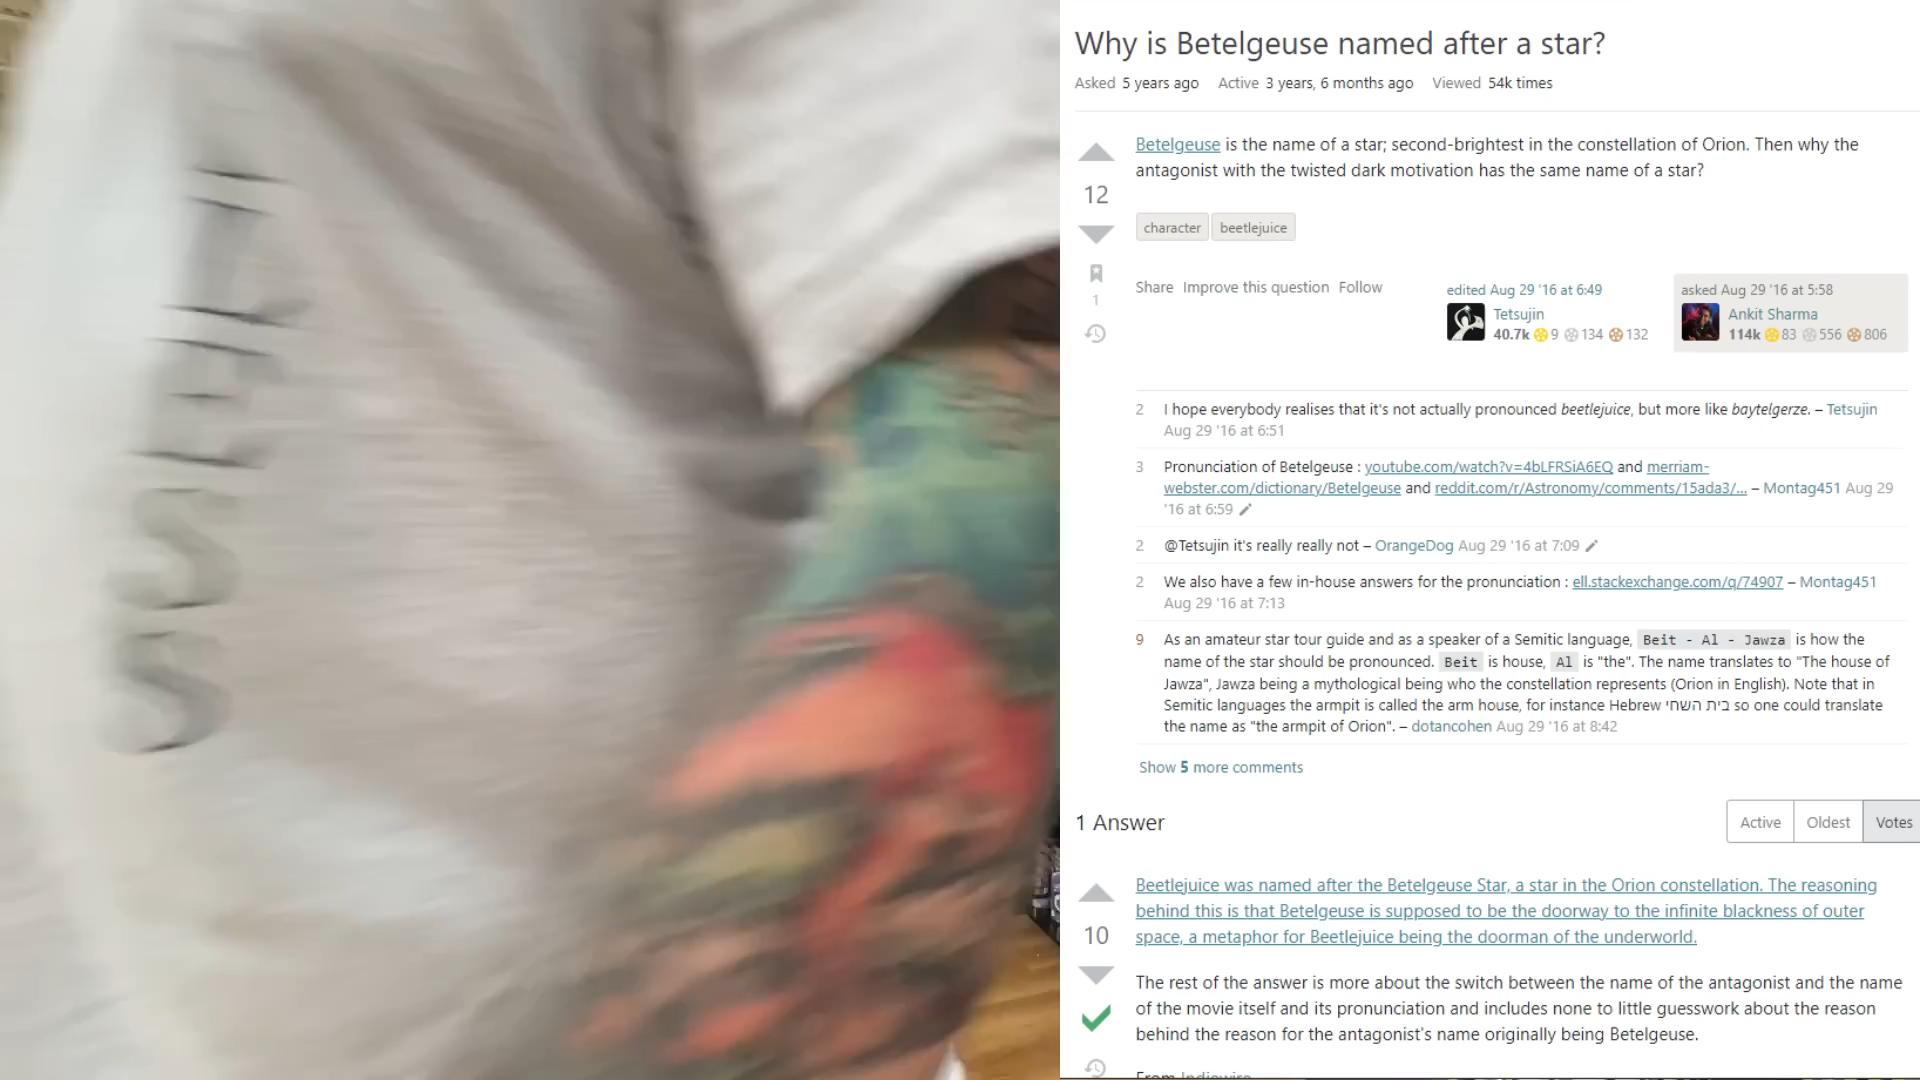 Why is Betelgeuse named after a star?
Asked 5 years ago Active 3 years, 6 months ago Viewed 54k times
Betelgeuse is the name of a star; second-brightest in the constellation of Orion. Then why the
antagonist with the twisted dark motivation has the same name of a star?
12
character beetlejuice
1
Share Improve this question Follow
edited Aug 29 '16 at 6:49
Tetsujin
40.7k 9 134 132
asked Aug 29 '16 at 5:58
Ankit Sharma
114k 83 556 806
2 I hope everybody realises that it's not actually pronounced beetlejuice, but more like baytelgerze. – Tetsujin
Aug 29 '16 at 6:51
3 Pronunciation of Betelgeuse : youtube.com/watch?v=4bLFRSiA6EQ and merriam-
webster.com/dictionary/Betelgeuse and reddit.com/r/Astronomy/comments/15ada3/... – Montag451 Aug 29
'16 at 6:59
2 @Tetsujin it's really really not – OrangeDog Aug 29 '16 at 7:09
2 We also have a few in-house answers for the pronunciation : ell.stackexchange.com/q/74907 – Montag451
Aug 29 '16 at 7:13
9 As an amateur star tour guide and as a speaker of a Semitic language, Beit - Al - Jawza is how the
name of the star should be pronounced. Beit is house, Al is "the". The name translates to "The house of
Jawza", Jawza being a mythological being who the constellation represents (Orion in English). Note that in
Semitic languages the armpit is called the arm house, for instance Hebrew בית השחי so one could translate
the name as "the armpit of Orion". – dotancohen Aug 29 '16 at 8:42
Show 5 more comments
1 Answer
Active Oldest Votes
Beetlejuice was named after the Betelgeuse Star, a star in the Orion constellation. The reasoning
behind this is that Betelgeuse is supposed to be the doorway to the infinite blackness of outer
space, a metaphor for Beetlejuice being the doorman of the underworld.
10
The rest of the answer is more about the switch between the name of the antagonist and the name
of the movie itself and its pronunciation and includes none to little guesswork about the reason
behind the reason for the antagonist's name originally being Betelgeuse.
From Indiewire